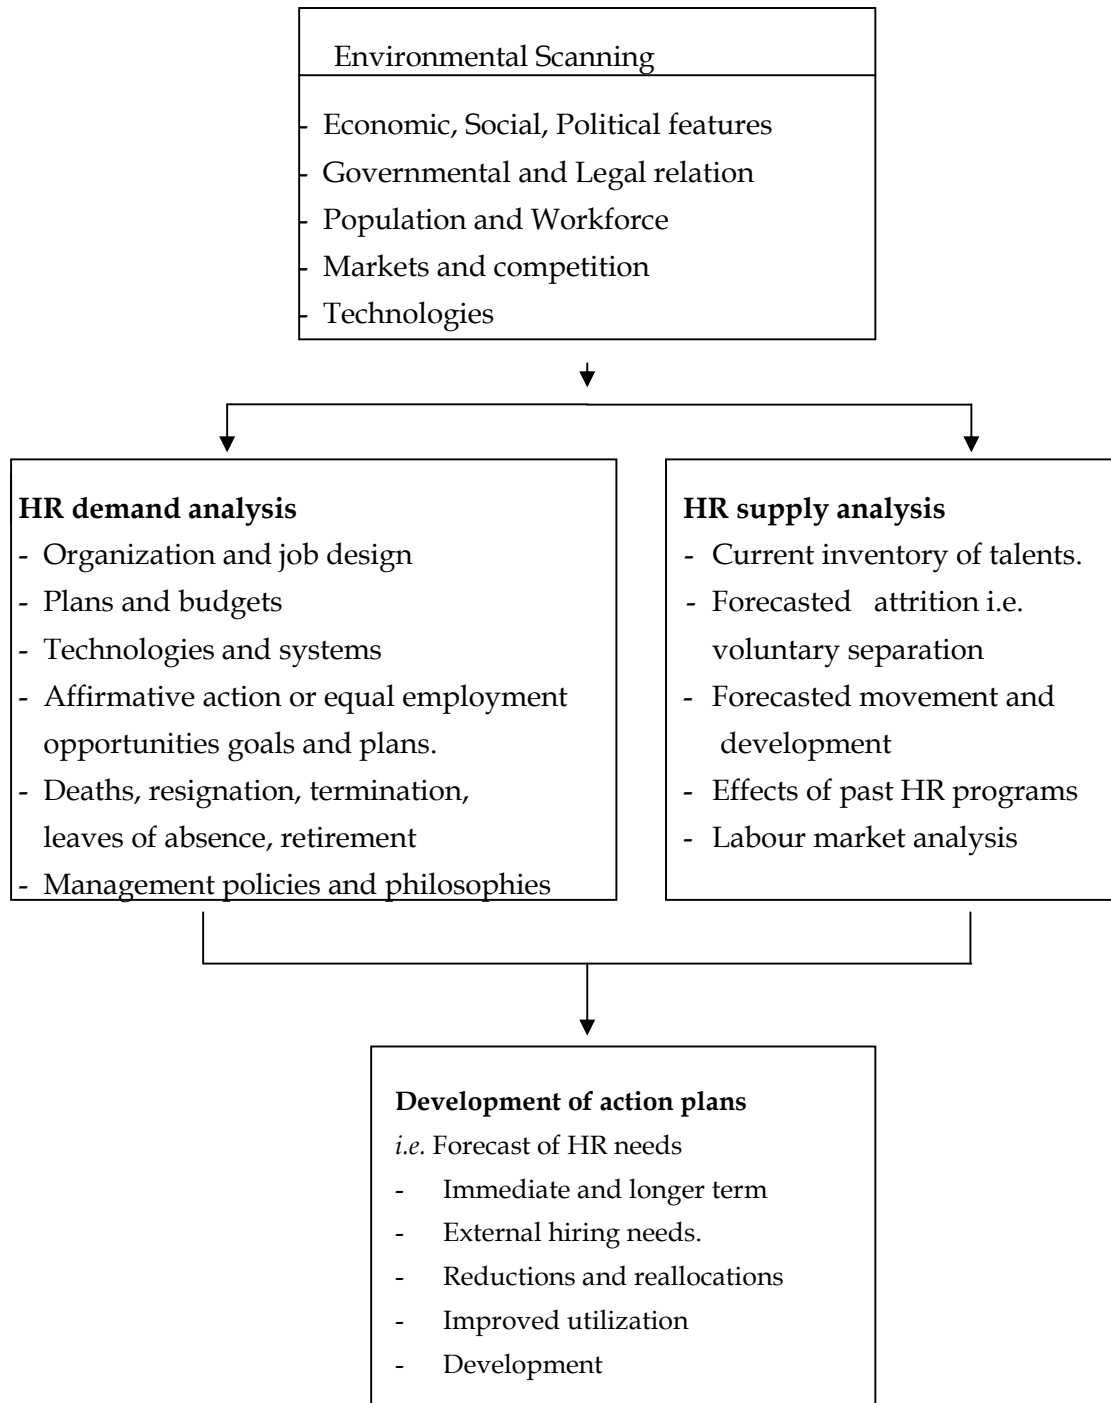 Environmental Scanning
- Economic, Social, Political features
- Governmental and Legal relation
- Population and Workforce
- Markets and competition
- Technologies
HR demand analysis
- Organization and job design
- Plans and budgets
- Technologies and systems
- Affirmative action or equal employment
opportunities goals and plans.
- Deaths, resignation, termination,
leaves of absence, retirement
- Management policies and philosophies
HR supply analysis
- Current inventory of talents.
- Forecasted attrition i.e.
voluntary separation
- Forecasted movement and
development
- Effects of past HR programs
- Labour market analysis
Development of action plans
i.e. Forecast of HR needs
- Immediate and longer term
- External hiring needs.
- Reductions and reallocations
- Improved utilization
- Development